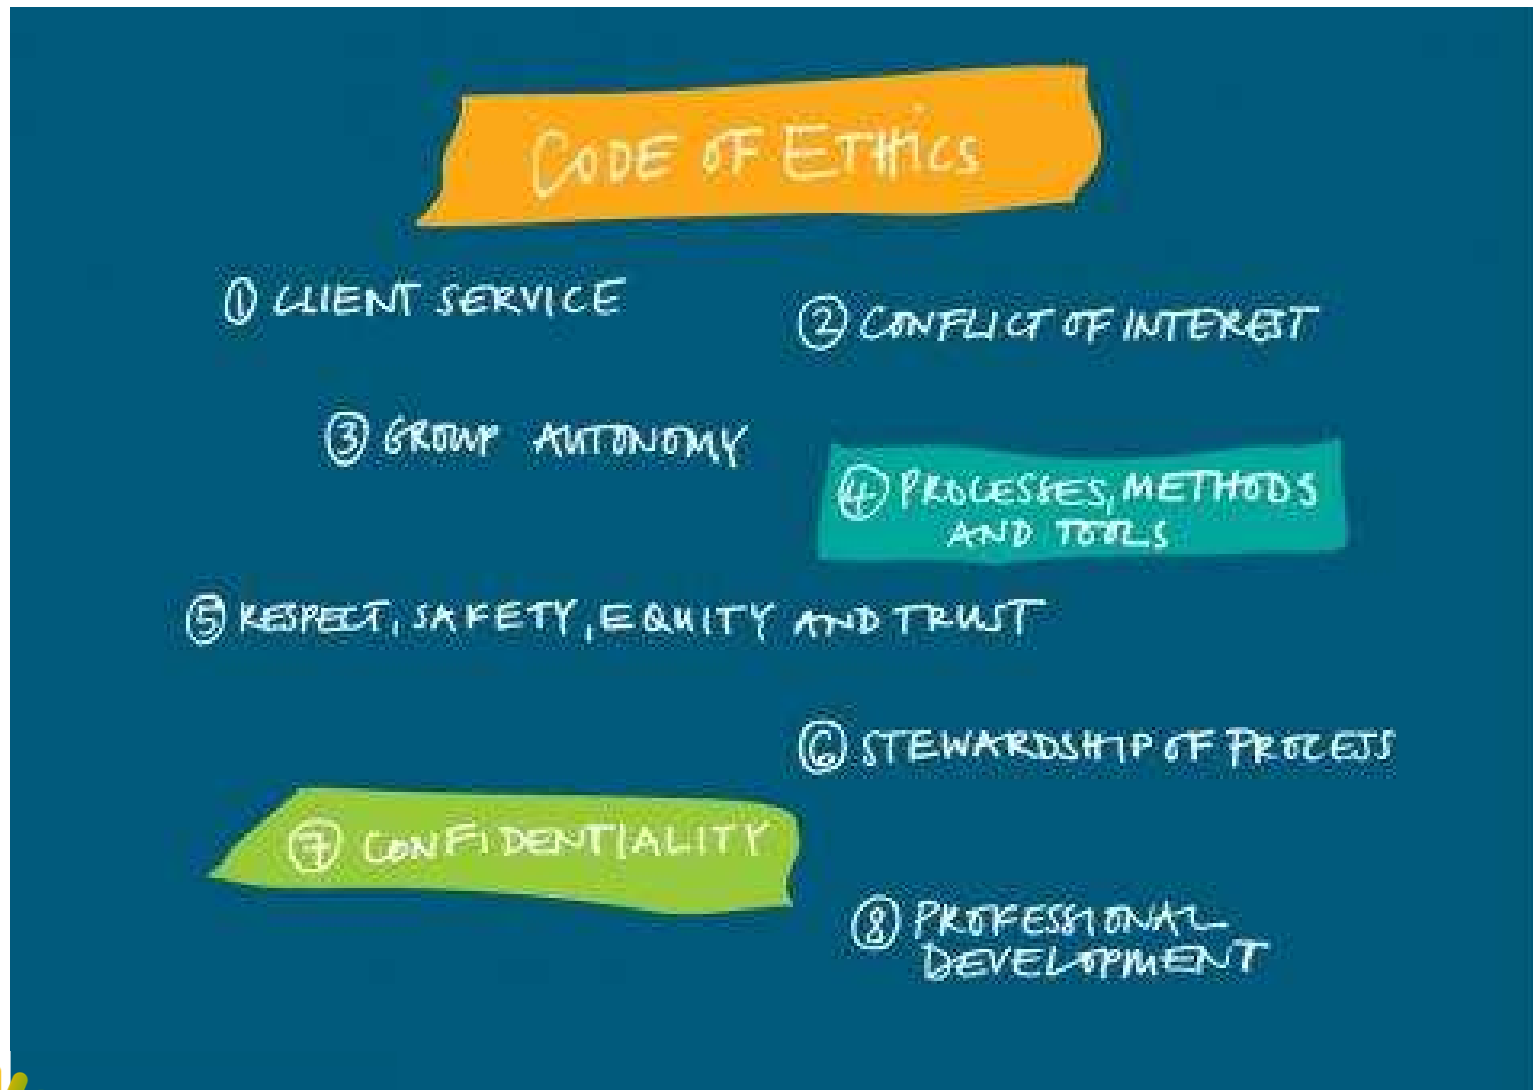 CODE OF ETHICS
① CLIENT SERVICE
② CONFLICT OF INTEREST
③ GROUP AUTONOMY
④ PROCESSES, METHODS
AND TOOLS
⑤ RESPECT, SAFETY, EQUITY AND TRUST
⑥ STEWARDSHIP OF PROCESS
⑦ CONFIDENTIALITY
⑧ PROFESSIONAL
DEVELOPMENT